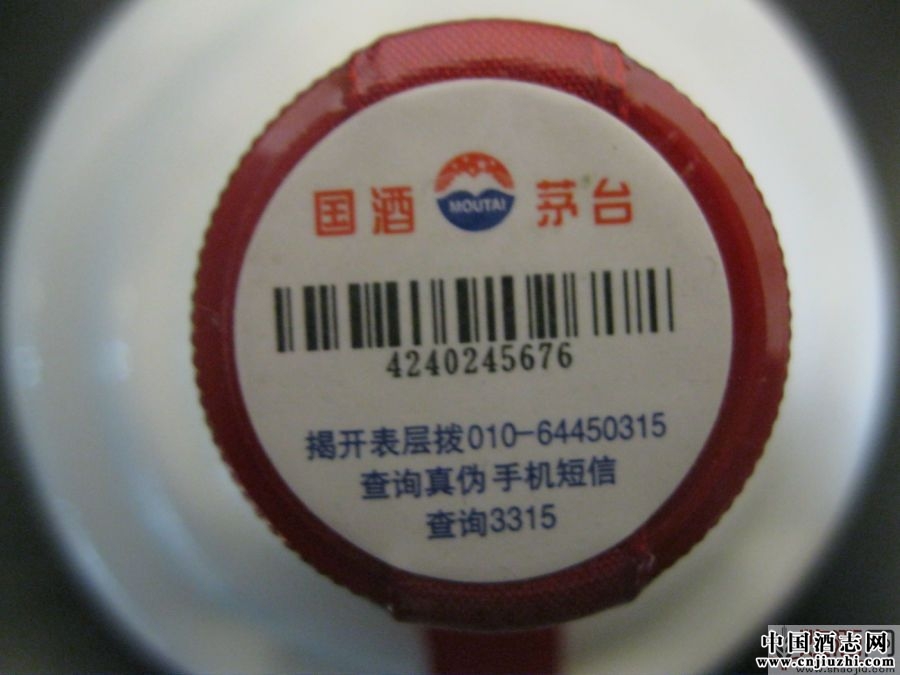 国酒 MOUTAI 茅台
4240245676
揭开表层拨010-64450315
查询真伪 手机短信
查询3315
中国酒志网
www.cnjiuzhi.com